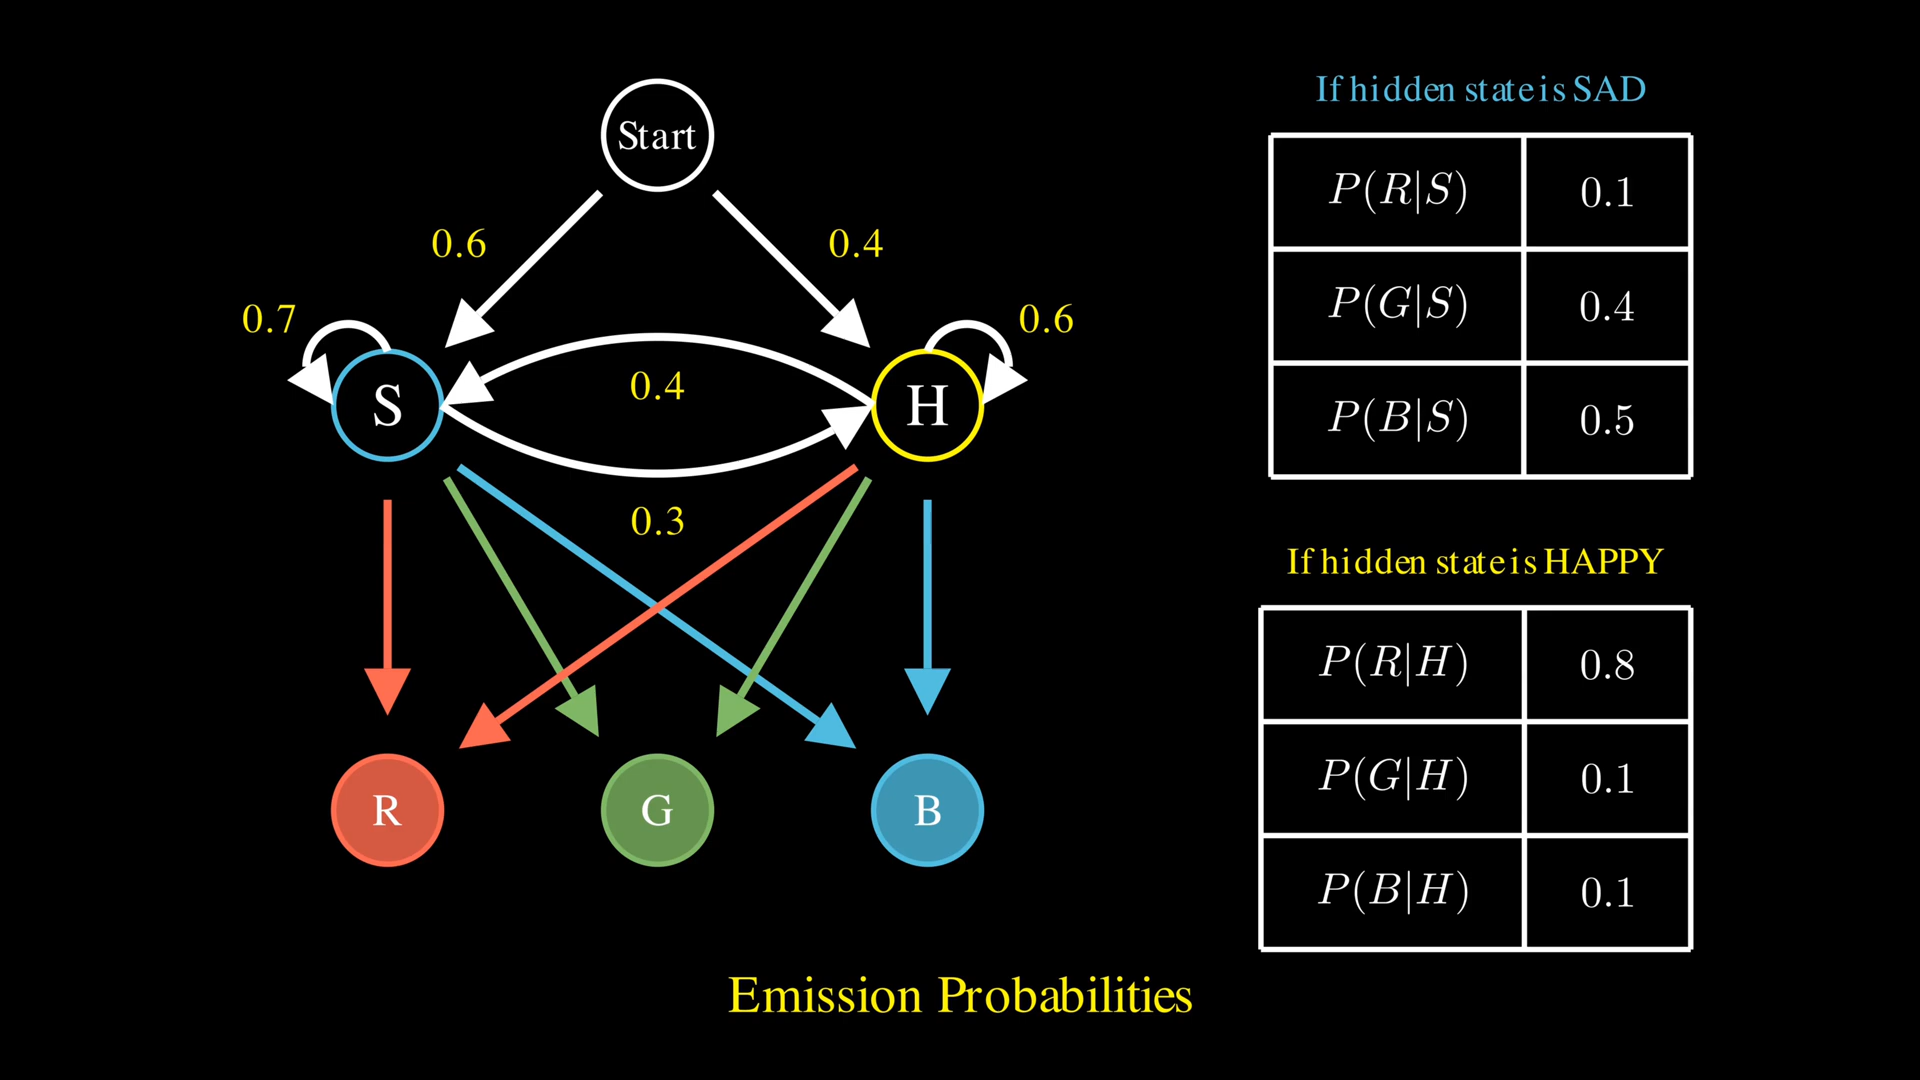 Start
0.6
0.4
0.7
0.6
S
0.4
H
0.3
R
G
B
If hidden state is SAD
P(R|S) 0.1
P(G|S) 0.4
P(B|S) 0.5
If hidden state is HAPPY
P(R|H) 0.8
P(G|H) 0.1
P(B|H) 0.1
Emission Probabilities